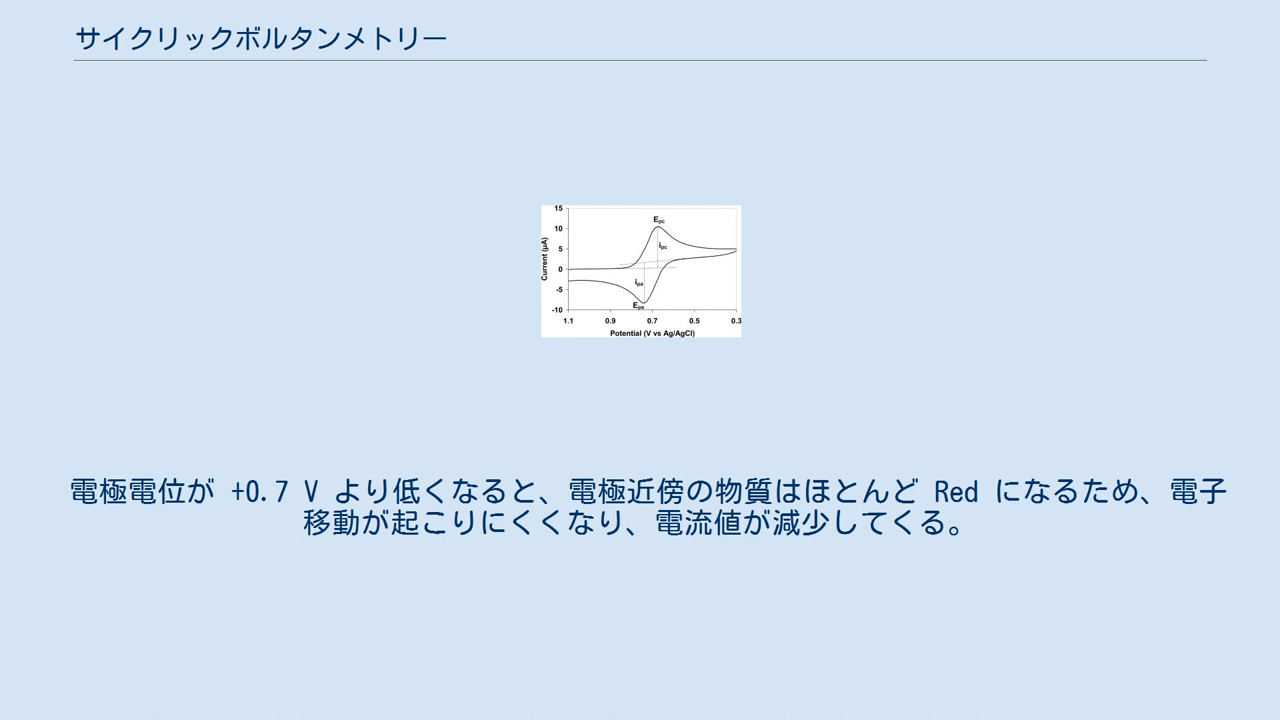 サイクリックボルタンメトリー
15
10
5
0
-5
-10
Current (μA)
Epc
ipc
ipa
Epa
1.1 0.9 0.7 0.5 0.3
Potential (V vs Ag/AgCl)
電極電位が +0.7 V より低くなると、電極近傍の物質はほとんど Red になるため、電子
移動が起こりにくくなり、電流値が減少してくる。